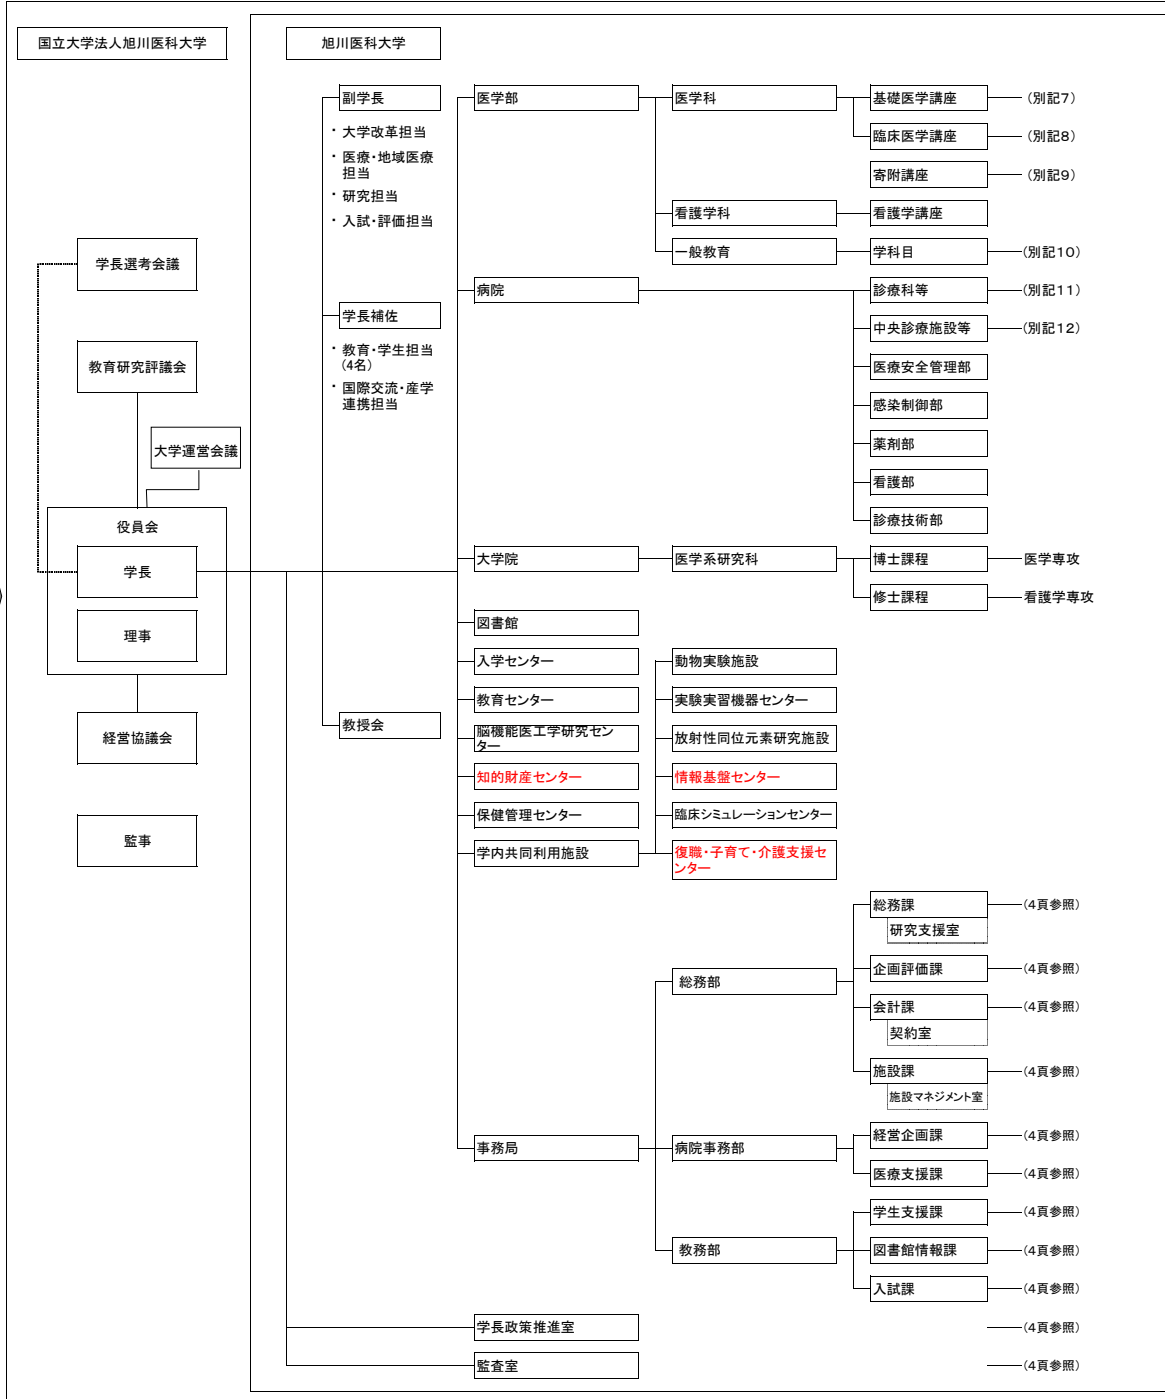 国立大学法人旭川医科大学
旭川医科大学
学長選考会議
教育研究評議会
大学運営会議
役員会
学長
理事
経営協議会
監事
副学長
・大学改革担当
・医療・地域医療
担当
・研究担当
・入試・評価担当
学長補佐
・教育・学生担当
(4名)
・国際交流・産学
連携担当
教授会
医学部
医学科
基礎医学講座
(別記7)
臨床医学講座
(別記8)
寄附講座
(別記9)
看護学科
看護学講座
一般教育
学科目
(別記10)
病院
診療科等
(別記11)
中央診療施設等
(別記12)
医療安全管理部
感染制御部
薬剤部
看護部
診療技術部
大学院
医学系研究科
博士課程
医学専攻
修士課程
看護学専攻
図書館
入学センター
教育センター
脳機能医工学研究セン
ター
知的財産センター
保健管理センター
学内共同利用施設
動物実験施設
実験実習機器センター
放射性同位元素研究施設
情報基盤センター
臨床シミュレーションセンター
復職・子育て・介護支援セ
ンター
事務局
総務部
総務課
(4頁参照)
研究支援室
企画評価課
(4頁参照)
会計課
(4頁参照)
契約室
施設課
(4頁参照)
施設マネジメント室
病院事務部
経営企画課
(4頁参照)
医療支援課
(4頁参照)
教務部
学生支援課
(4頁参照)
図書館情報課
(4頁参照)
入試課
(4頁参照)
学長政策推進室
(4頁参照)
監査室
(4頁参照)